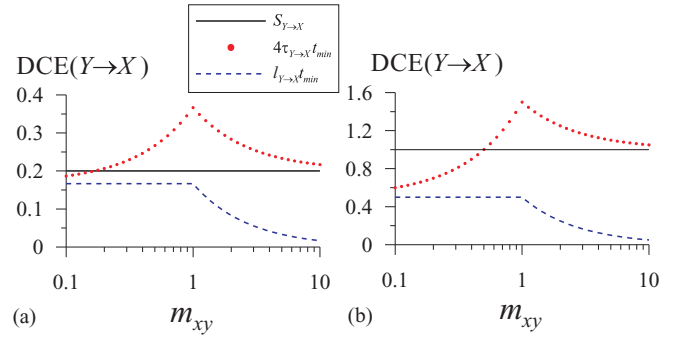 S_{Y→X}
4τ_{Y→X} t_{min}
l_{Y→X} t_{min}
DCE(Y→X)
0.4
0.3
0.2
0.1
0
0.1
1
10
(a)
m_{xy}
DCE(Y→X)
1.6
1.2
0.8
0.4
0
0.1
1
10
(b)
m_{xy}